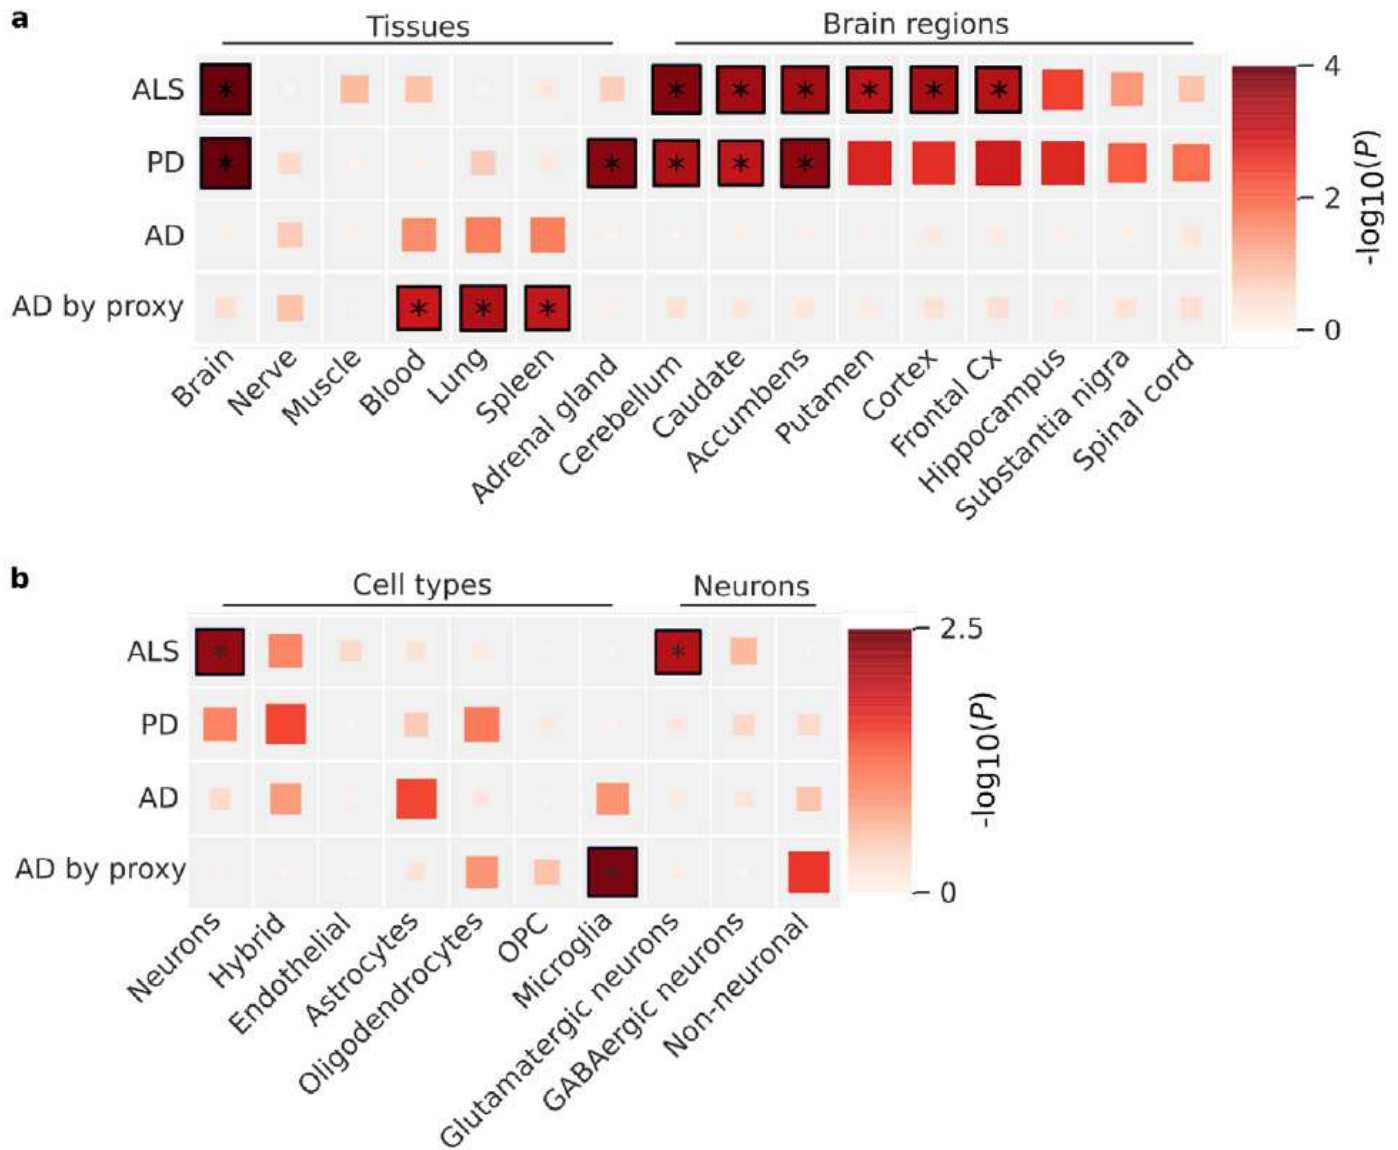 a
Tissues
Brain regions
ALS
PD
AD
AD by proxy
* * * * * * *
* * * * *
* * *
4
2
0
-log10(P)
Brain
Nerve
Muscle
Blood
Lung
Spleen
Adrenal gland
Cerebellum
Caudate
Accumbens
Putamen
Cortex
Frontal Cx
Hippocampus
Substantia nigra
Spinal cord
b
Cell types
Neurons
ALS
PD
AD
AD by proxy
* *
*
2.5
0
-log10(P)
Neurons
Hybrid
Endothelial
Astrocytes
Oligodendrocytes
OPC
Microglia
Glutamatergic neurons
GABAergic neurons
Non-neuronal